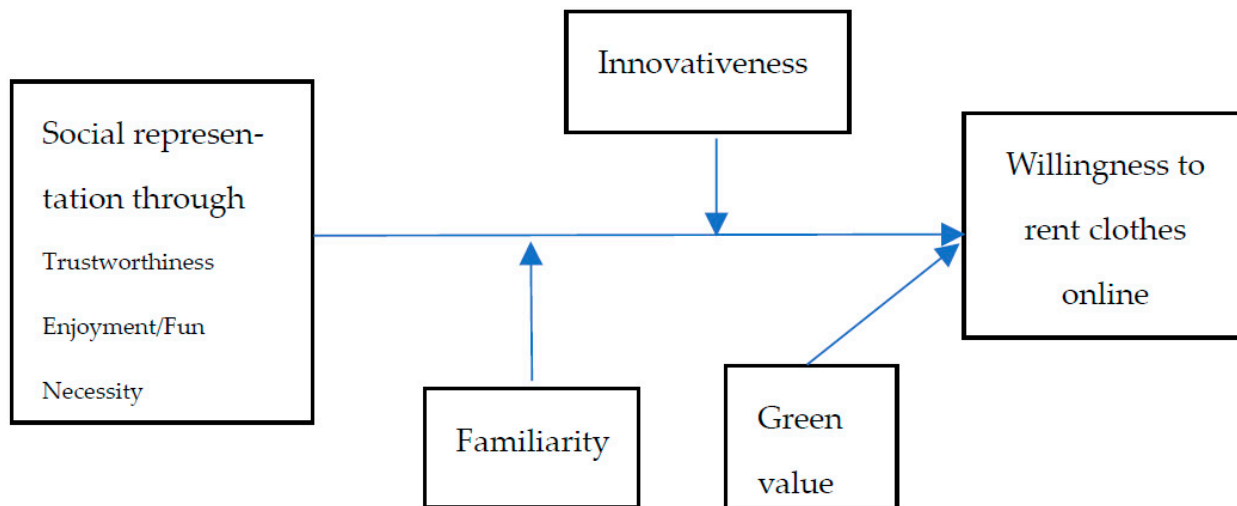 Social represen-
tation through
Trustworthiness
Enjoyment/Fun
Necessity
Innovativeness
Familiarity
Green
value
Willingness to
rent clothes
online